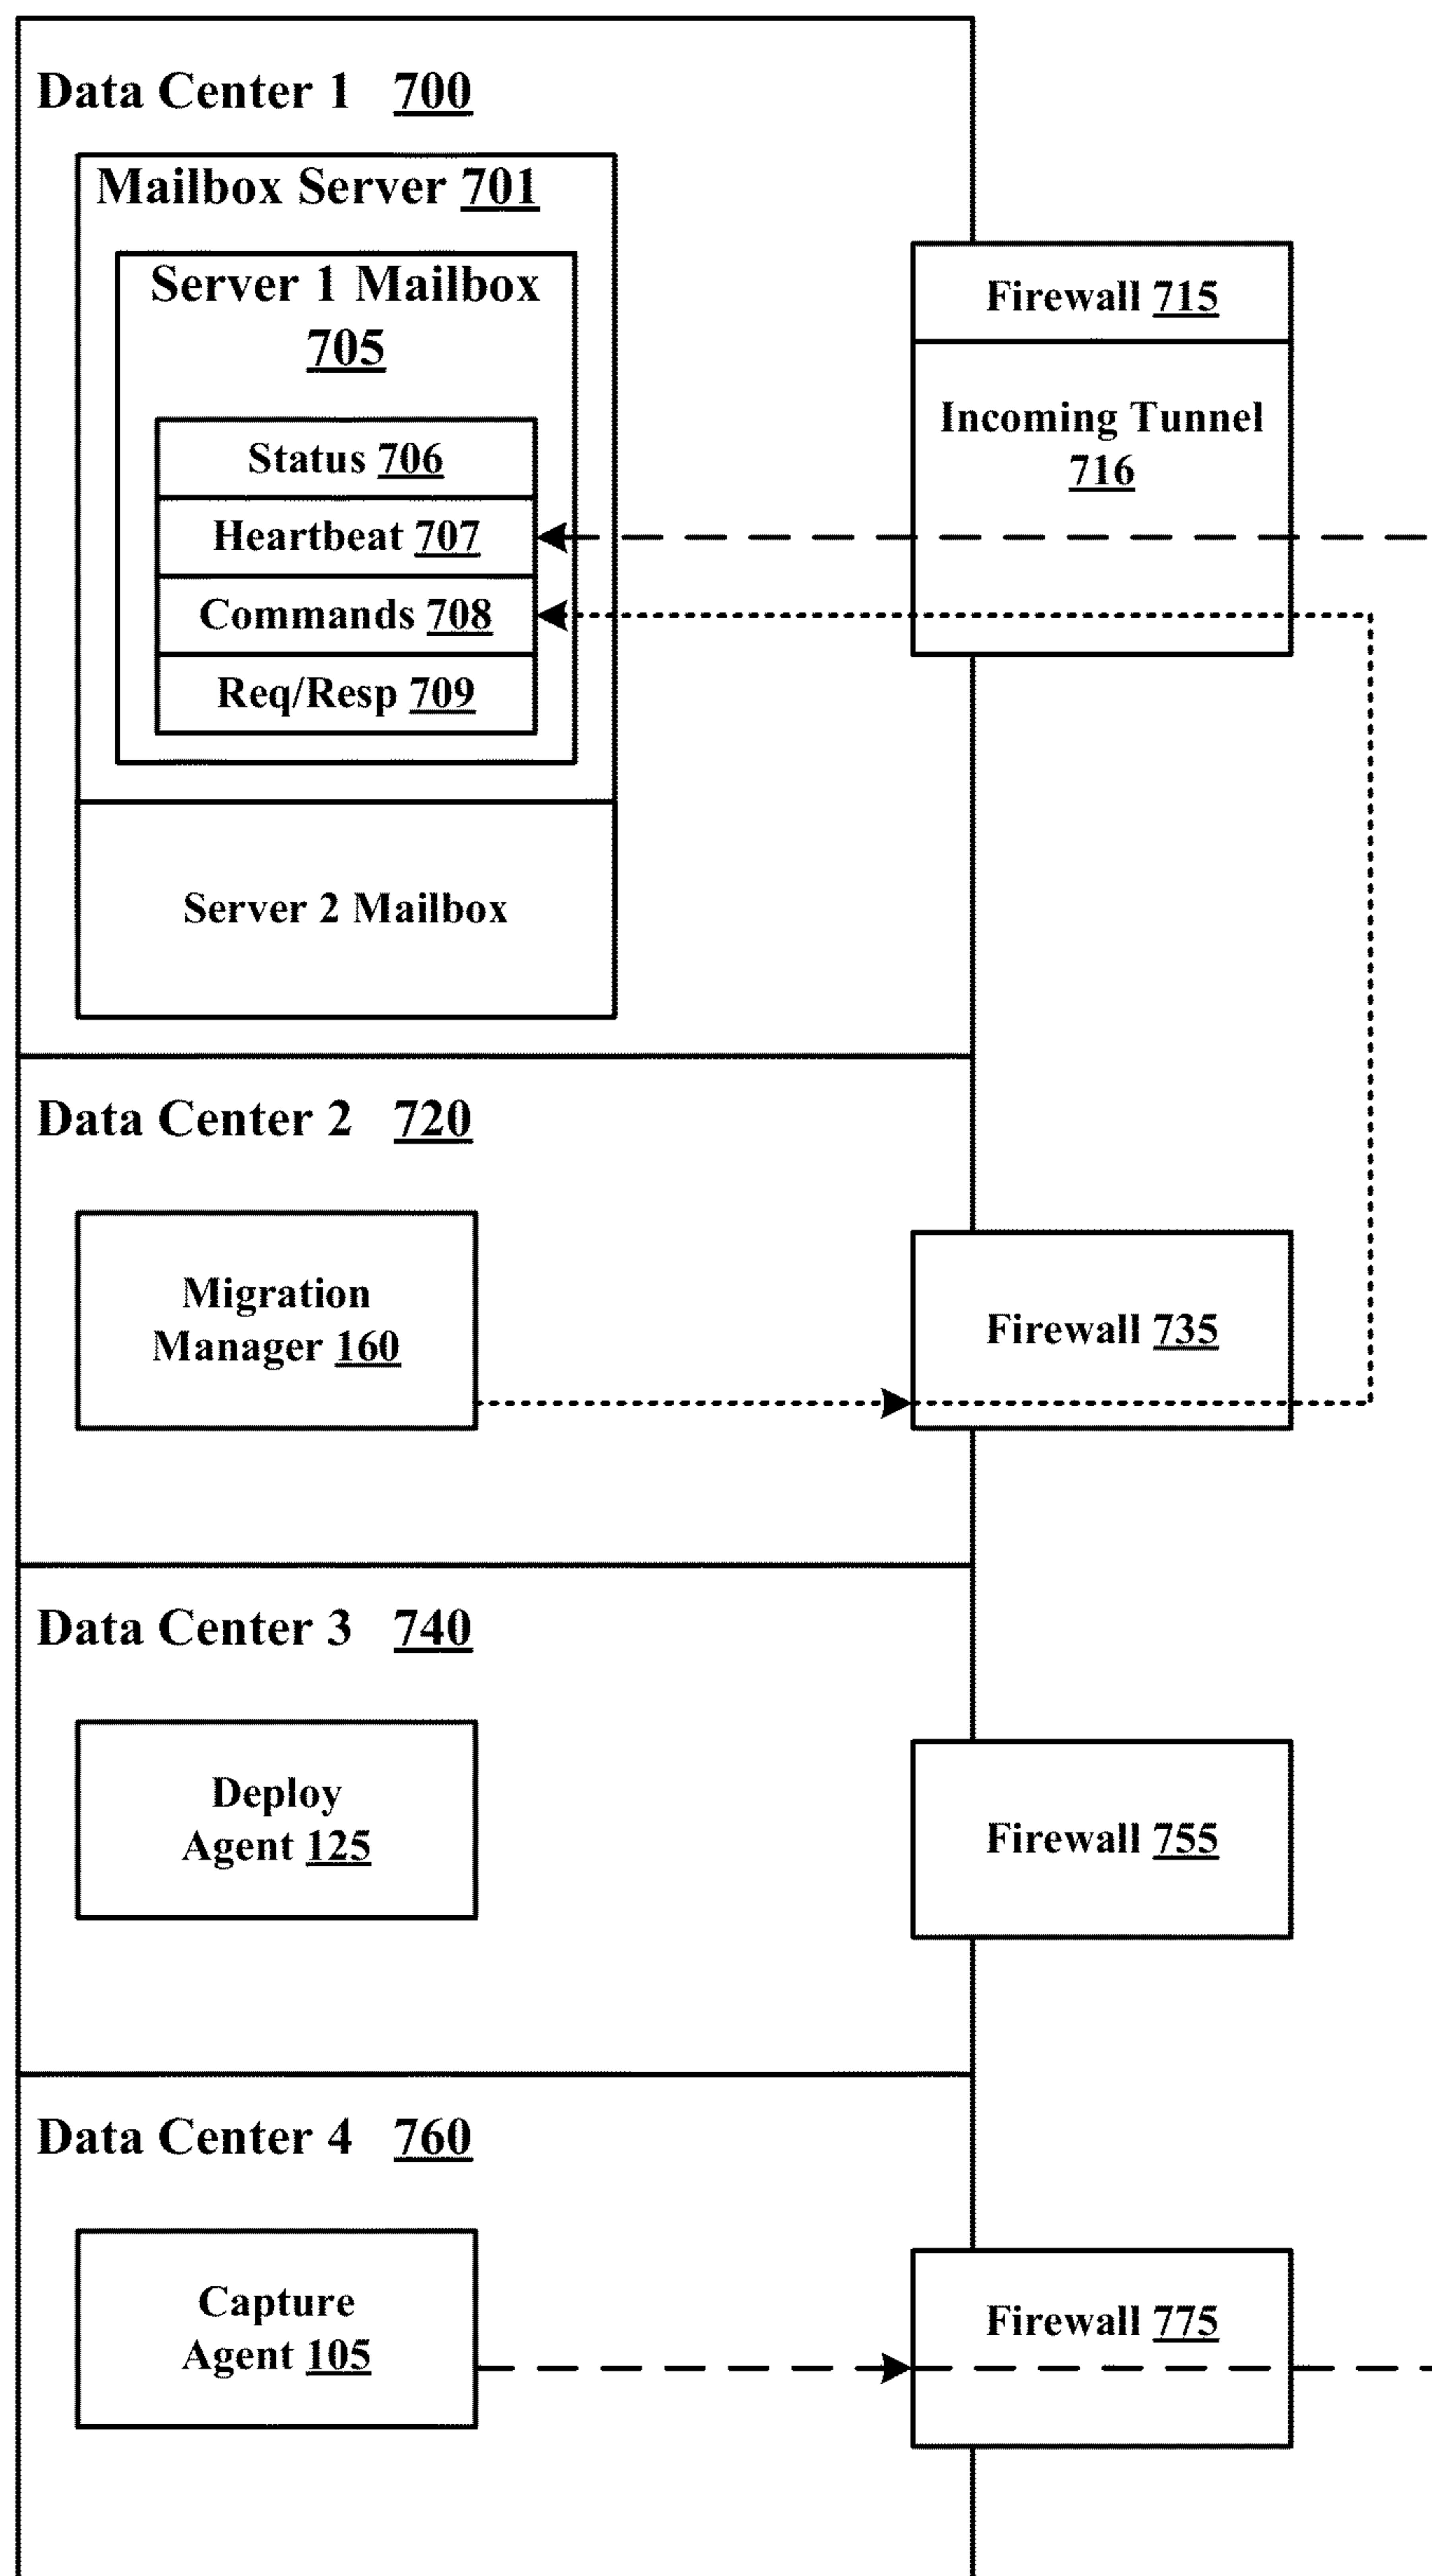 Data Center 1 700
Mailbox Server 701
Server 1 Mailbox
705
Status 706
Heartbeat 707
Commands 708
Req/Resp 709
Server 2 Mailbox
Firewall 715
Incoming Tunnel
716
Data Center 2 720
Migration
Manager 160
Firewall 735
Data Center 3 740
Deploy
Agent 125
Firewall 755
Data Center 4 760
Capture
Agent 105
Firewall 775